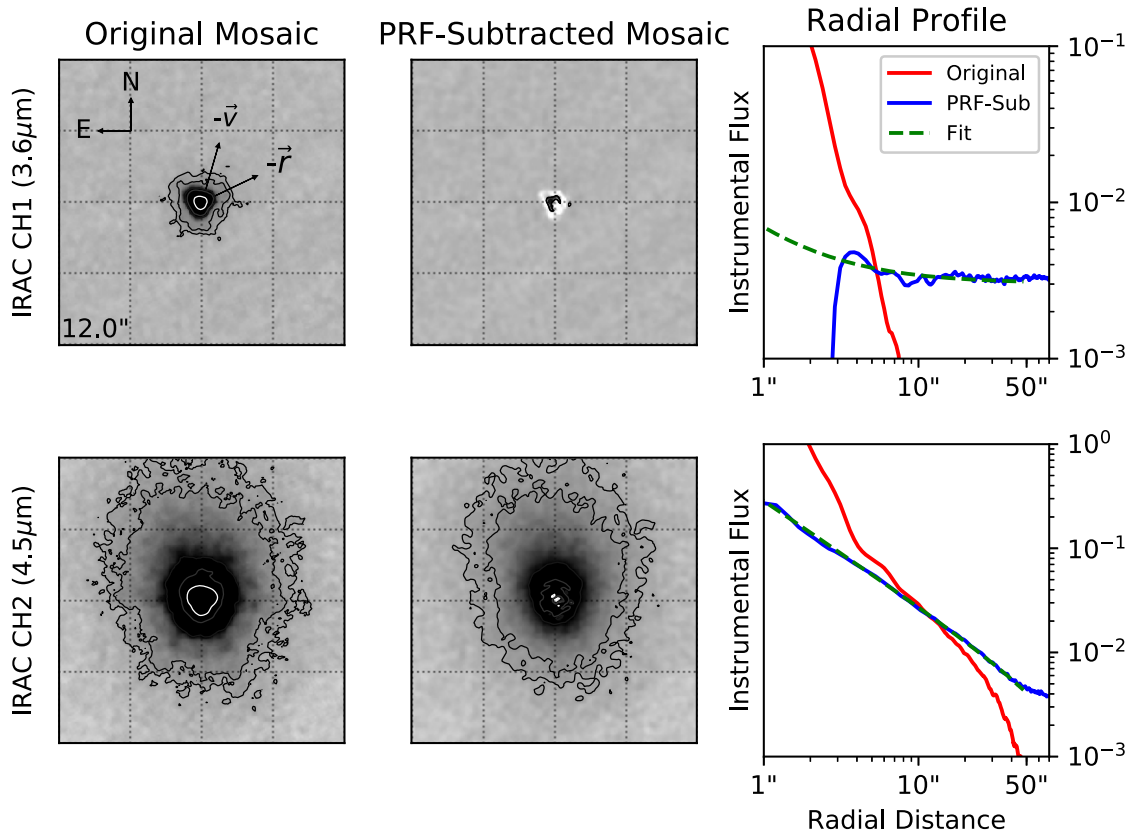 Original Mosaic
PRF-Subtracted Mosaic
Radial Profile
IRAC CH1 (3.6μm)
N
E
-v⃗
-r⃗
12.0"
Original
PRF-Sub
Fit
Instrumental Flux
10⁻¹
10⁻²
10⁻³
1"
10"
50"
IRAC CH2 (4.5μm)
Instrumental Flux
10⁰
10⁻¹
10⁻²
10⁻³
1"
10"
50"
Radial Distance